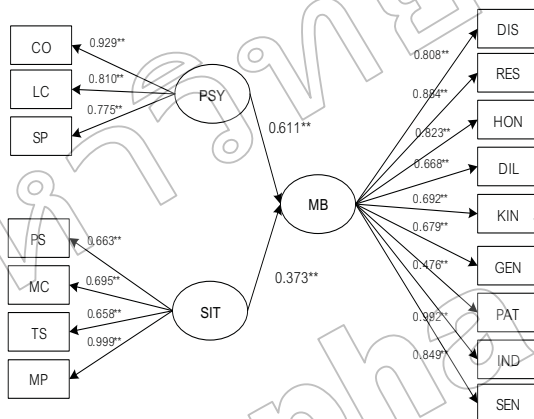 CO
LC
SP
0.929**
0.810**
0.775**
PSY
0.611**
PS
MC
TS
MP
0.663**
0.695**
0.658**
0.999**
SIT
0.373**
MB
0.808**
0.884**
0.823**
0.668**
0.692**
0.679**
0.476**
0.992**
0.849**
DIS
RES
HON
DIL
KIN
GEN
PAT
IND
SEN